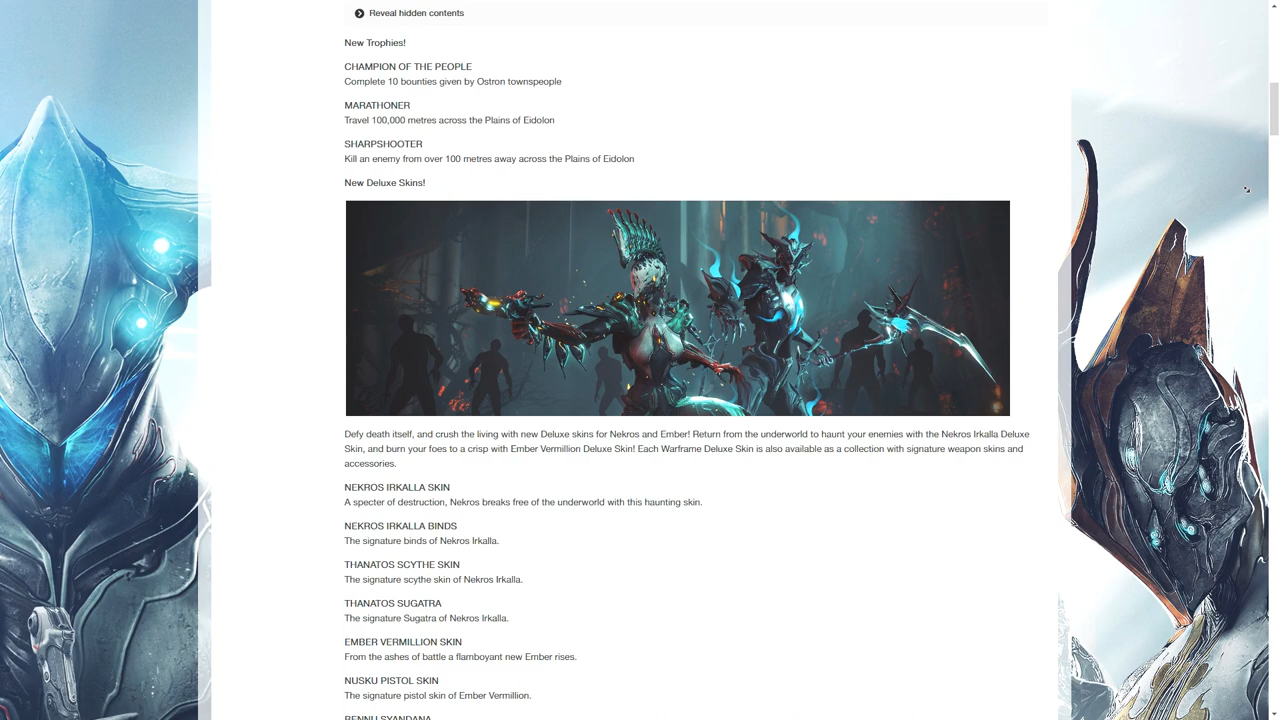 Reveal hidden contents
New Trophies!
CHAMPION OF THE PEOPLE
Complete 10 bounties given by Ostron townspeople
MARATHONER
Travel 100,000 metres across the Plains of Eidolon
SHARPSHOOTER
Kill an enemy from over 100 metres away across the Plains of Eidolon
New Deluxe Skins!
Defy death itself, and crush the living with new Deluxe skins for Nekros and Ember! Return from the underworld to haunt your enemies with the Nekros Irkalla Deluxe
Skin, and burn your foes to a crisp with Ember Vermillion Deluxe Skin! Each Warframe Deluxe Skin is also available as a collection with signature weapon skins and
accessories.
NEKROS IRKALLA SKIN
A specter of destruction, Nekros breaks free of the underworld with this haunting skin.
NEKROS IRKALLA BINDS
The signature binds of Nekros Irkalla.
THANATOS SCYTHE SKIN
The signature scythe skin of Nekros Irkalla.
THANATOS SUGATRA
The signature Sugatra of Nekros Irkalla.
EMBER VERMILLION SKIN
From the ashes of battle a flamboyant new Ember rises.
NUSKU PISTOL SKIN
The signature pistol skin of Ember Vermillion.
BENNU SYANDANA